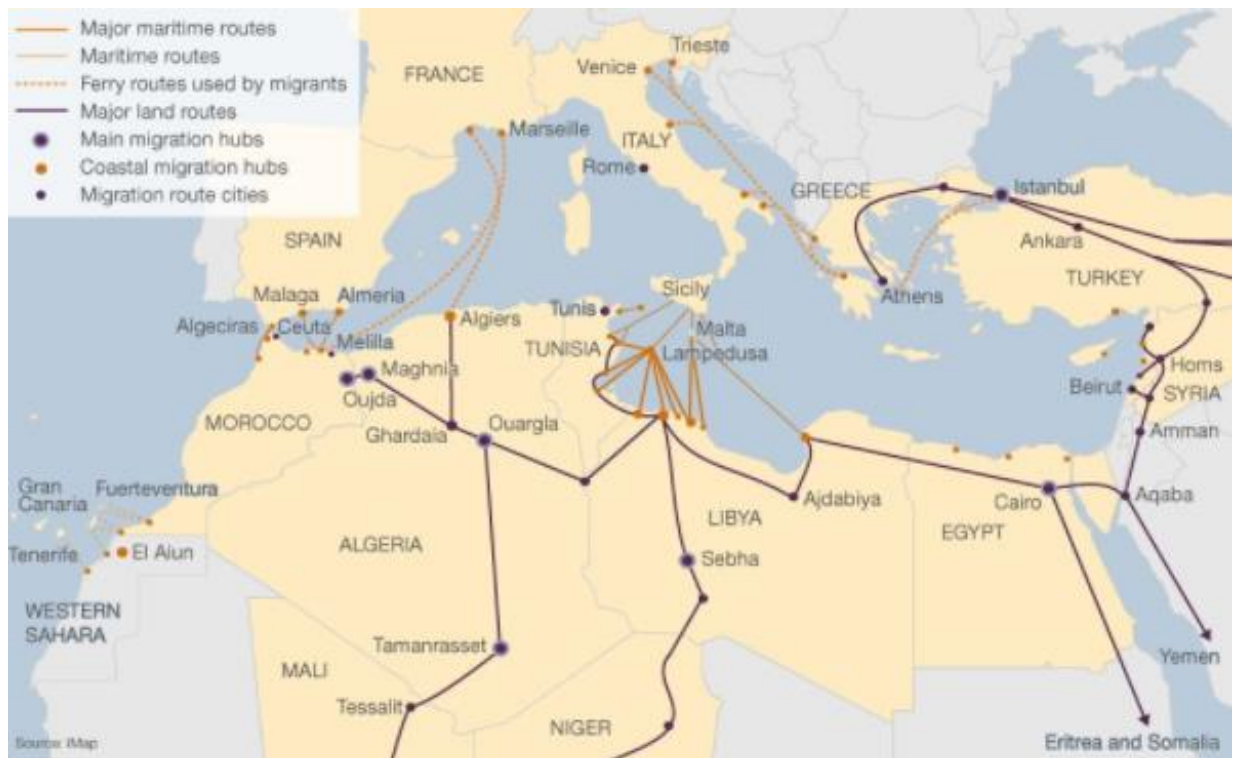 Major maritime routes
Maritime routes
Ferry routes used by migrants
Major land routes
Main migration hubs
Coastal migration hubs
Migration route cities
FRANCE
Trieste
Venice
Marseille
ITALY
Rome
GREECE
Istanbul
Ankara
SPAIN
TURKEY
Malaga
Almeria
Sicily
Athens
Algeciras
Ceuta
Algiers
Tunis
Malta
Melilla
TUNISIA
Lampedusa
Maghnia
Homs
Oujda
Beirut
SYRIA
MOROCCO
Ghardaia
Ouargla
Amman
Gran
Canaria
Fuerteventura
Ajdabiya
Cairo
Aqaba
LIBYA
EGYPT
Tenerife
El Aiun
ALGERIA
Sebha
WESTERN
SAHARA
Tamanrasset
Yemen
MALI
Tessalit
NIGER
Source: IMap
Eritrea and Somalia